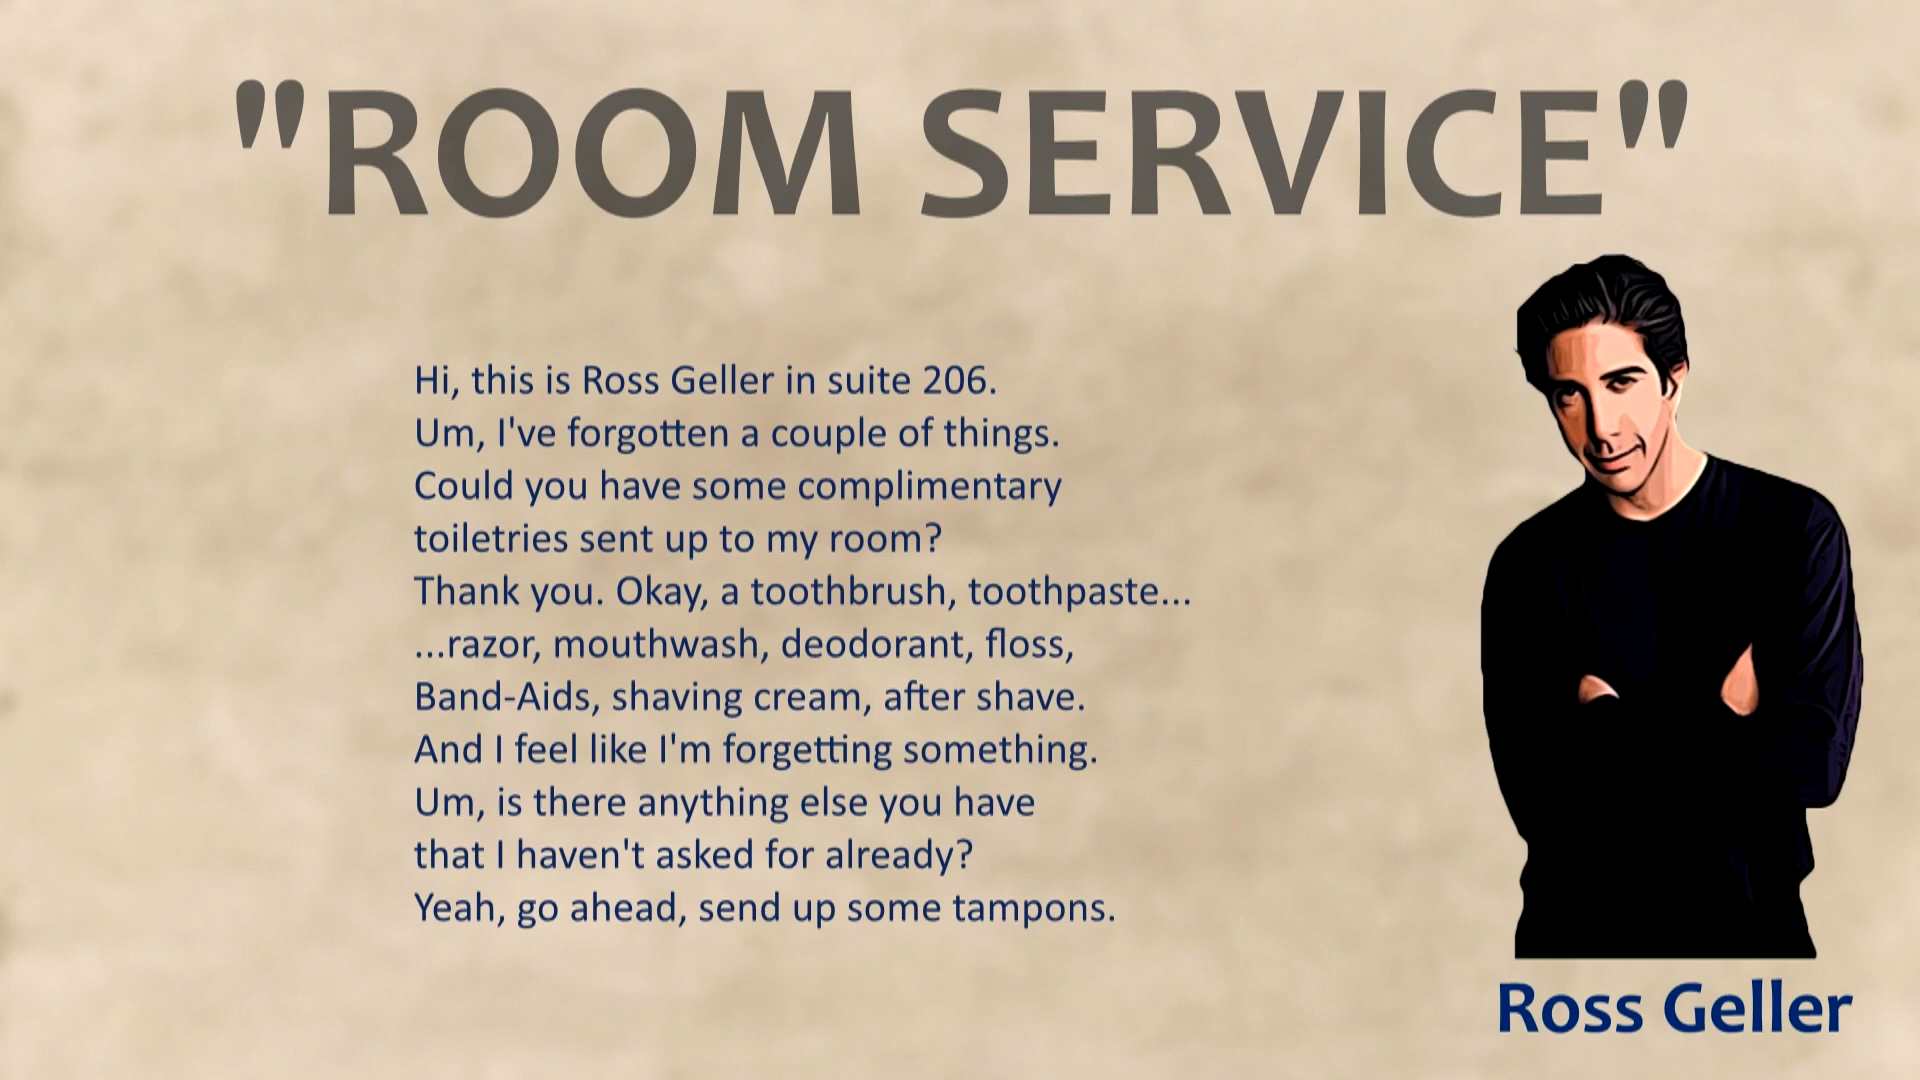 "ROOM SERVICE"
Hi, this is Ross Geller in suite 206.
Um, I've forgotten a couple of things.
Could you have some complimentary
toiletries sent up to my room?
Thank you. Okay, a toothbrush, toothpaste...
...razor, mouthwash, deodorant, floss,
Band-Aids, shaving cream, after shave.
And I feel like I'm forgetting something.
Um, is there anything else you have
that I haven't asked for already?
Yeah, go ahead, send up some tampons.
Ross Geller